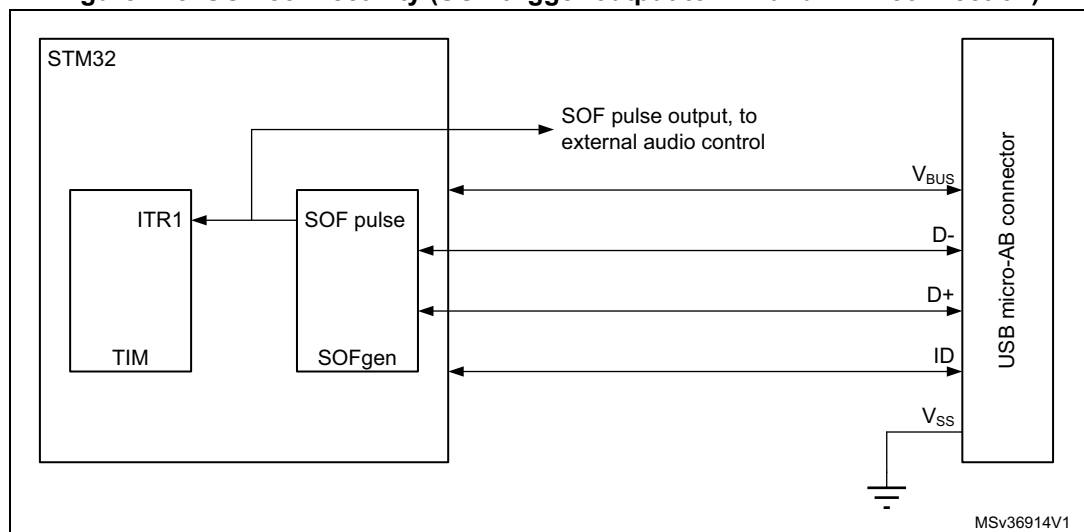 STM32
SOF pulse output, to
external audio control
VBUS
ITR1
SOF pulse
D-
D+
USB micro-AB connector
TIM
SOFgen
ID
VSS
MSv36914V1